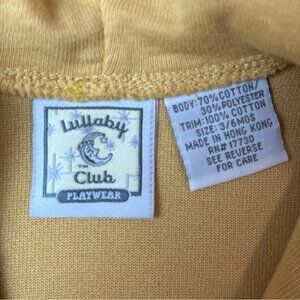 Lullaby
TM
Club
PLAYWEAR
BODY:70% COTTON/
30% POLYESTER
TRIM:100% COTTON
SIZE: 3/6MOS
MADE IN HONG KONG
RN# 17730
SEE REVERSE
FOR CARE